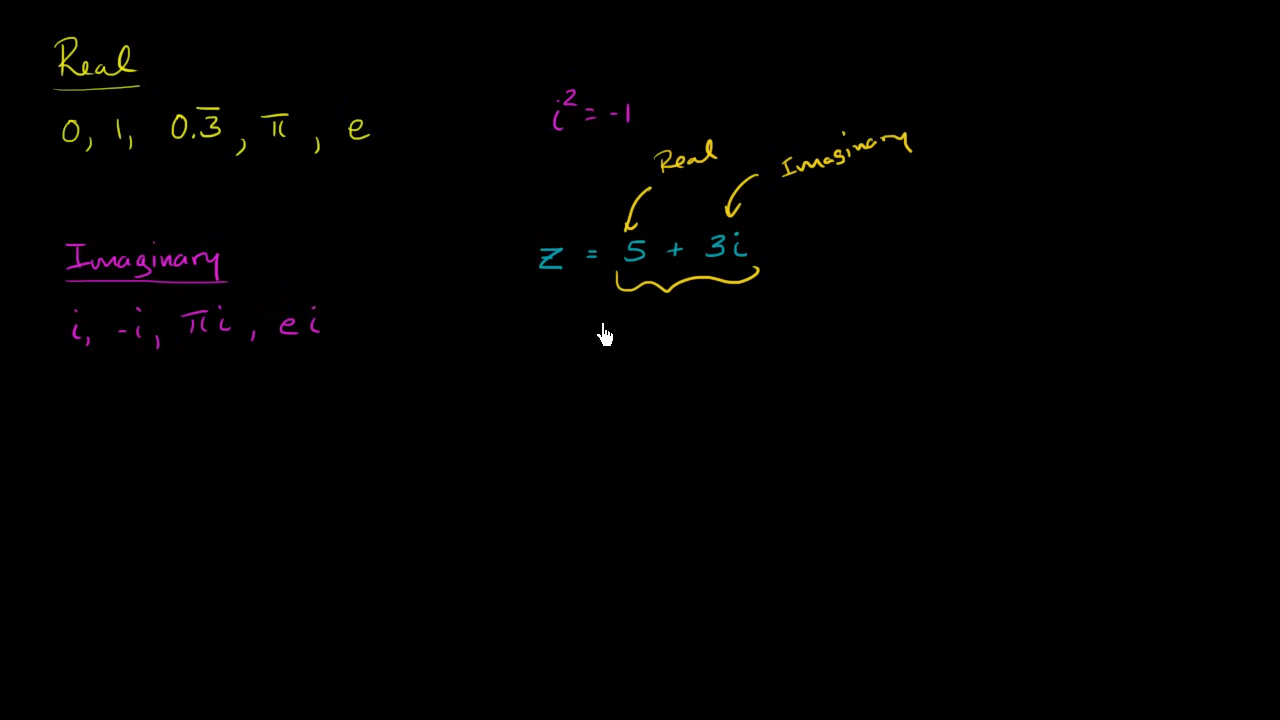 Real
0, 1, 0.3̅, π, e
Imaginary
i, -i, πi, ei
i² = -1
Real
Imaginary
z = 5 + 3i